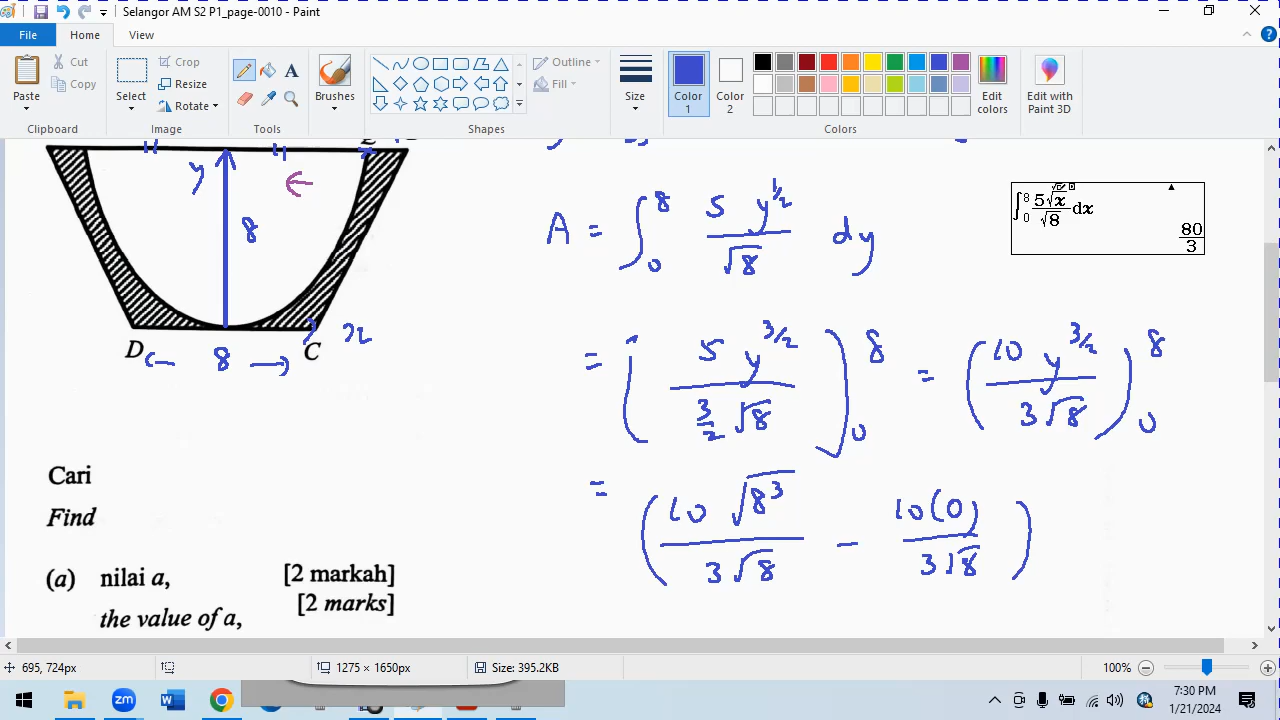 Selangor AM S2 P1_page-0010 - Paint
File Home View
Paste
Cut
Copy
Clipboard
Select
Crop
Resize
Rotate
Image
Tools
Brushes
Shapes
Outline
Fill
Size
Color 1
Color 2
Colors
Edit colors
Edit with Paint 3D
y
8
D
8
C
x
A = ∫₀⁸ 5 y^{1/2} / √8 dy
∫₀⁸ 5√x / √8 dx
80/3
= [ 5 y^{3/2} / (3/2 √8) ]₀⁸ = ( 10 y^{3/2} / 3√8 )₀⁸
= ( 10 √8³ / 3√8 − 10(0) / 3√8 )
Cari
Find
(a) nilai a, [2 markah]
the value of a, [2 marks]
695, 724px
1275 × 1650px
Size: 395.2KB
100%
zm
W
7:30 PM
1/21/2024